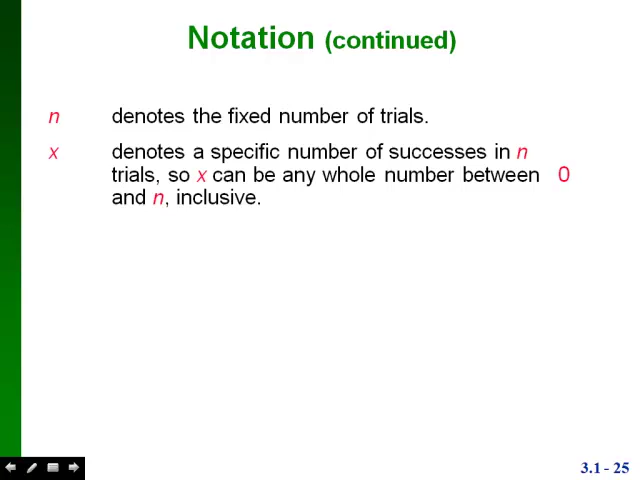 Notation (continued)
n denotes the fixed number of trials.
x denotes a specific number of successes in n
trials, so x can be any whole number between 0
and n, inclusive.
3.1 - 25